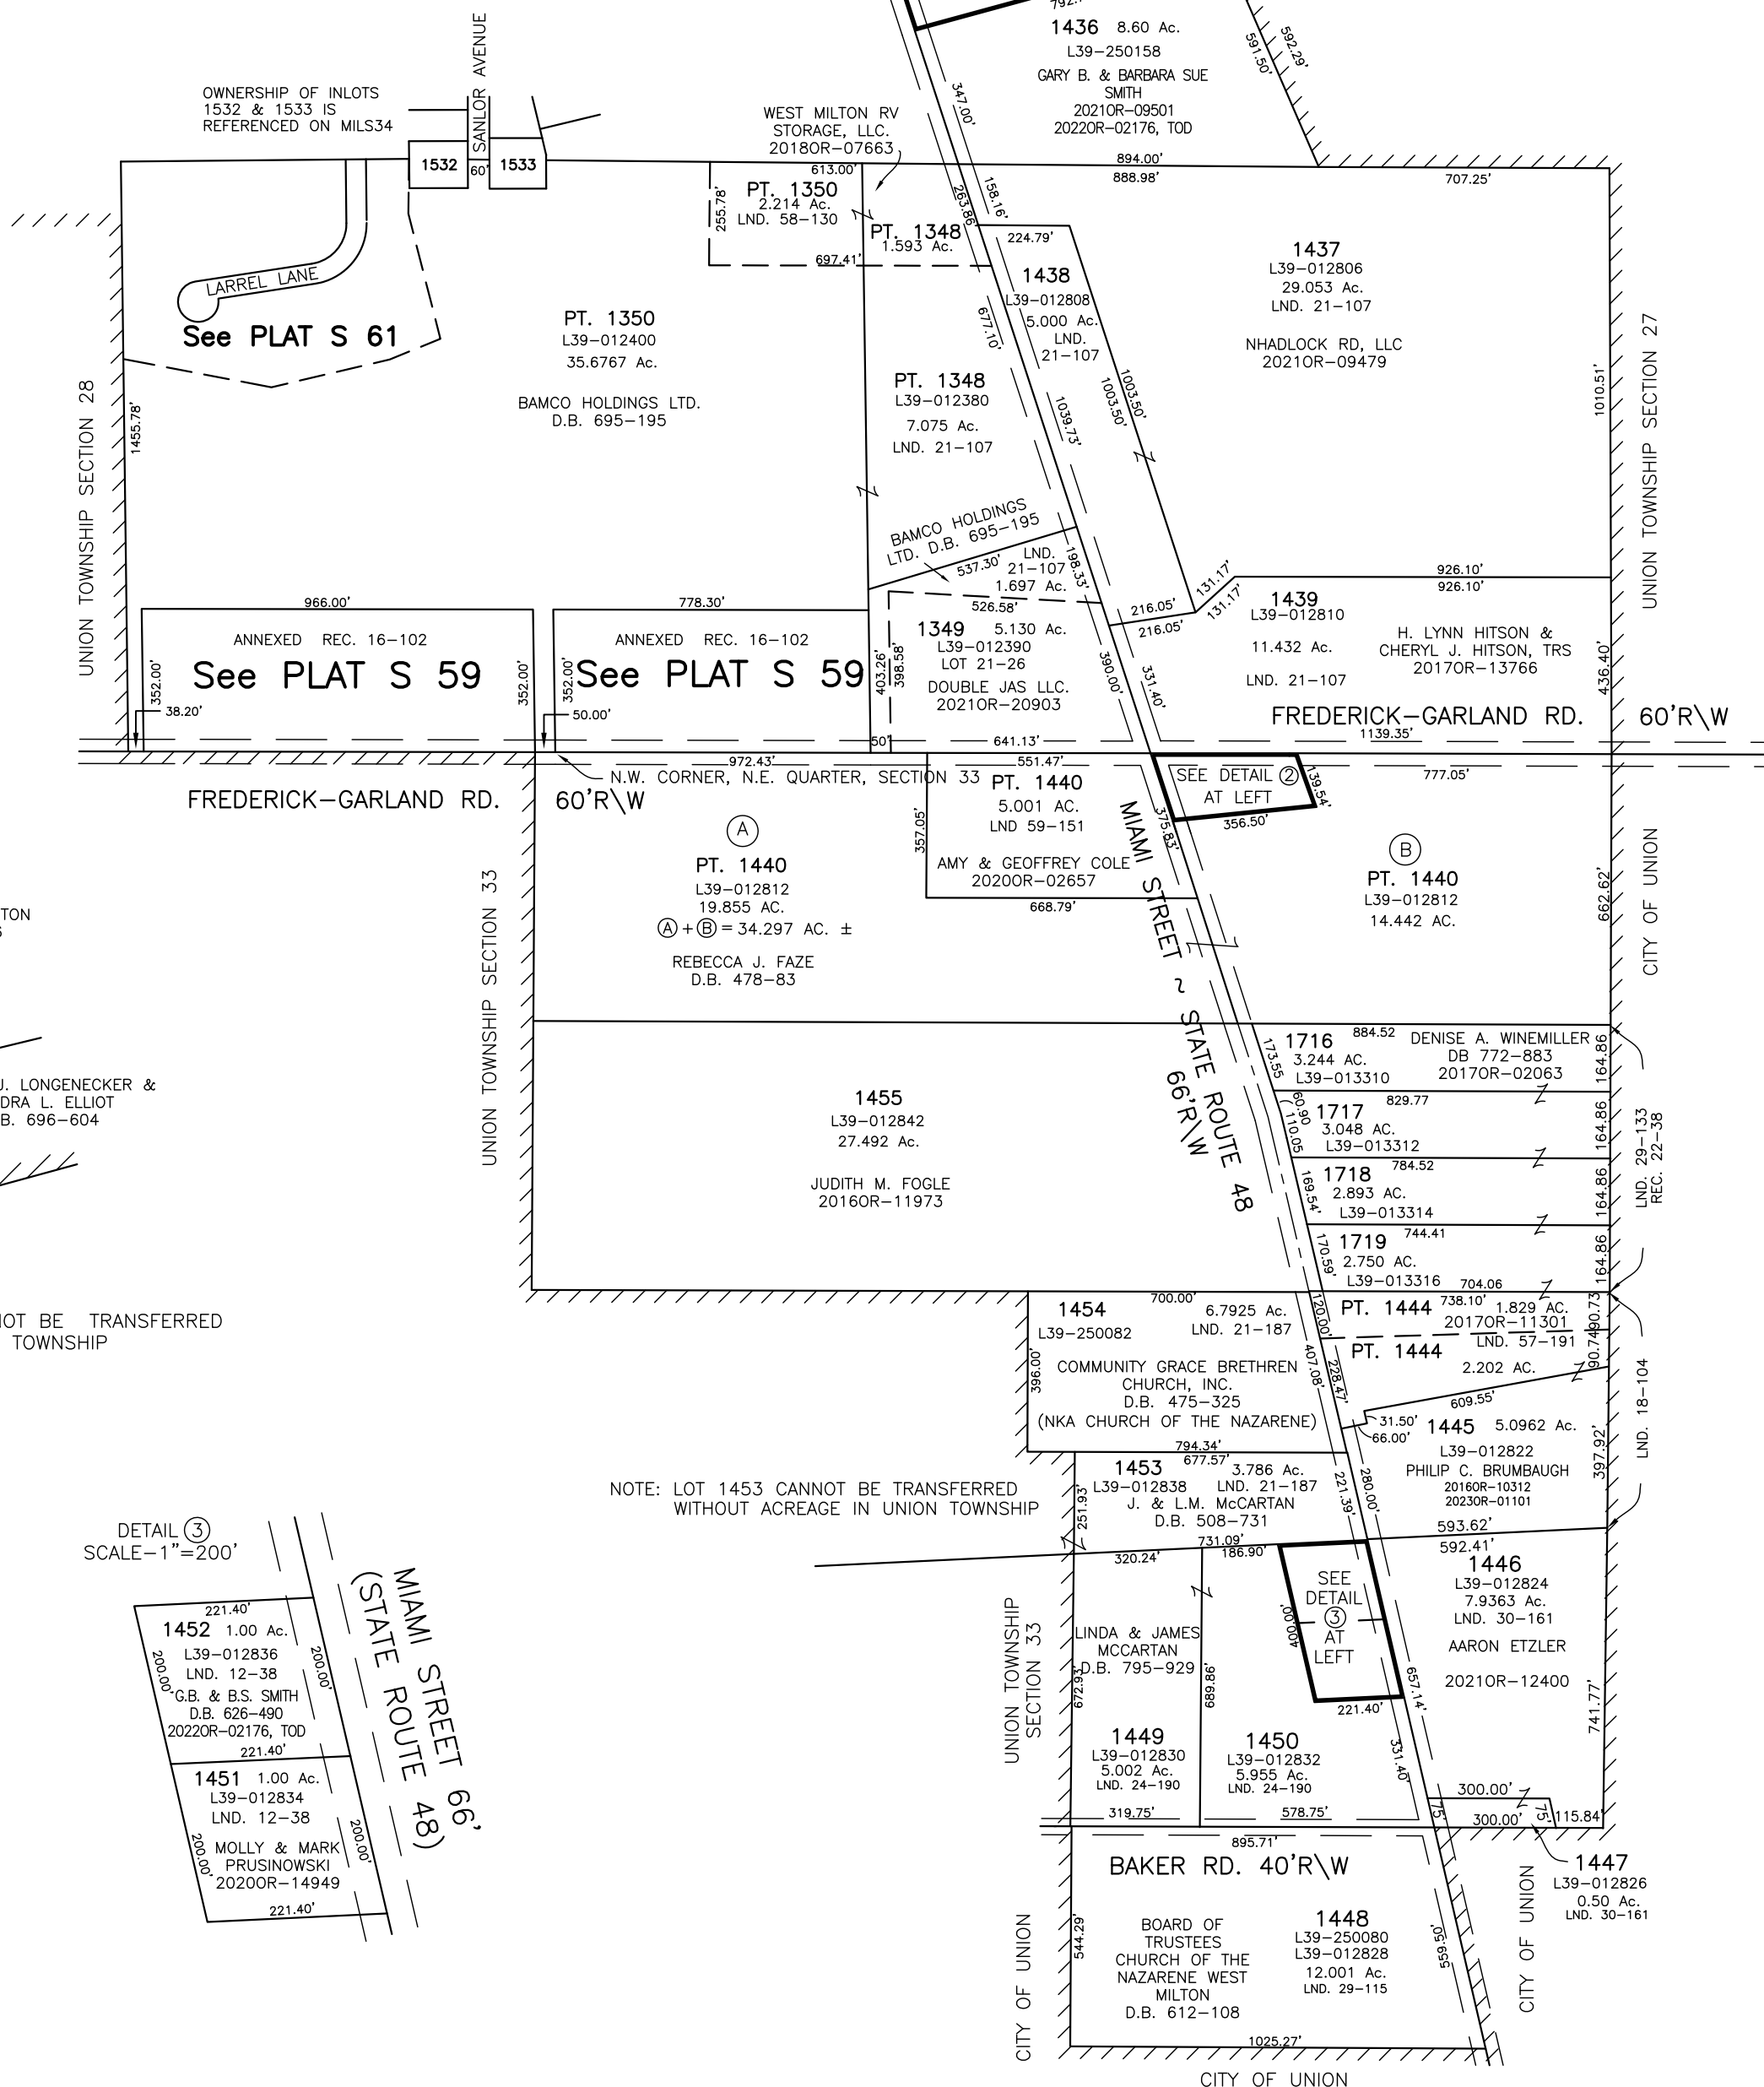 792.
1436 8.60 Ac.
L39-250158
GARY B. & BARBARA SUE
SMITH
2021OR-09501
2022OR-02176, TOD
591.50'
592.29'
347.00'
OWNERSHIP OF INLOTS
1532 & 1533 IS
REFERENCED ON MILS34
SANLOR AVENUE
1532
60'
1533
WEST MILTON RV
STORAGE, LLC.
2018OR-07663
894.00'
888.98'
707.25'
613.00'
PT. 1350
2.214 Ac.
LND. 58-130
255.78'
697.41'
PT. 1348
1.593 Ac.
263.86'
158.16'
224.79'
1438
L39-012808
5.000 Ac.
LND.
21-107
677.10'
1039.73'
1003.50'
1003.50'
1437
L39-012806
29.053 Ac.
LND. 21-107
NHADLOCK RD, LLC
2021OR-09479
1010.51'
UNION TOWNSHIP SECTION 27
LARREL LANE
See PLAT S 61
UNION TOWNSHIP SECTION 28
1455.78'
PT. 1350
L39-012400
35.6767 Ac.
BAMCO HOLDINGS LTD.
D.B. 695-195
PT. 1348
L39-012380
7.075 Ac.
LND. 21-107
BAMCO HOLDINGS
LTD. D.B. 695-195
537.30'
LND.
21-107
1.697 Ac.
198.33'
526.58'
131.17'
131.17'
216.05'
216.05'
926.10'
926.10'
1439
L39-012810
11.432 Ac.
LND. 21-107
H. LYNN HITSON &
CHERYL J. HITSON, TRS
2017OR-13766
436.40'
966.00'
ANNEXED REC. 16-102
See PLAT S 59
352.00'
352.00'
38.20'
778.30'
ANNEXED REC. 16-102
See PLAT S 59
352.00'
50.00'
403.26'
398.58'
1349 5.130 Ac.
L39-012390
LOT 21-26
DOUBLE JAS LLC.
2021OR-20903
390.00'
331.40'
50'
641.13'
FREDERICK-GARLAND RD. 60'R\W
1139.35'
972.43'
551.47'
777.05'
N.W. CORNER, N.E. QUARTER, SECTION 33
FREDERICK-GARLAND RD. 60'R\W
SEE DETAIL 2
AT LEFT
139.54'
356.50'
375.83'
PT. 1440
5.001 AC.
LND 59-151
AMY & GEOFFREY COLE
2020OR-02657
357.05'
668.79'
A
PT. 1440
L39-012812
19.855 AC.
A + B = 34.297 AC. ±
REBECCA J. FAZE
D.B. 478-83
B
PT. 1440
L39-012812
14.442 AC.
662.62'
CITY OF UNION
UNION TOWNSHIP SECTION 33
MIAMI STREET ~ STATE ROUTE 48
66'R\W
TON
J. LONGENECKER &
DRA L. ELLIOT
B. 696-604
1455
L39-012842
27.492 Ac.
JUDITH M. FOGLE
2016OR-11973
173.55
1716
3.244 AC.
L39-013310
884.52
DENISE A. WINEMILLER
DB 772-883
2017OR-02063
164.86
829.77
60.90
110.05
1717
3.048 AC.
L39-013312
164.86
784.52
169.54'
1718
2.893 AC.
L39-013314
164.86
744.41
170.59'
1719
2.750 AC.
L39-013316
164.86
704.06
LND. 29-133
REC. 22-38
NOT BE TRANSFERRED
TOWNSHIP
700.00'
1454 6.7925 Ac.
L39-250082 LND. 21-187
COMMUNITY GRACE BRETHREN
CHURCH, INC.
D.B. 475-325
(NKA CHURCH OF THE NAZARENE)
396.00'
794.34'
120.00'
407.08'
228.47'
PT. 1444 738.10' 1.829 AC.
2017OR-11301
LND. 57-191
90.73
90.74
PT. 1444
2.202 AC.
609.55'
31.50'
66.00'
LND. 18-104
1445 5.0962 Ac.
L39-012822
PHILIP C. BRUMBAUGH
2016OR-10312
2023OR-01101
397.92'
280.00'
221.39'
677.57'
1453 3.786 Ac.
L39-012838 LND. 21-187
J. & L.M. McCARTAN
D.B. 508-731
251.93'
NOTE: LOT 1453 CANNOT BE TRANSFERRED
WITHOUT ACREAGE IN UNION TOWNSHIP
731.09'
320.24'
186.90'
593.62'
592.41'
1446
L39-012824
7.9363 Ac.
LND. 30-161
AARON ETZLER
2021OR-12400
741.77'
657.14'
SEE
DETAIL
3
AT
LEFT
400.00'
221.40'
331.40'
UNION TOWNSHIP
SECTION 33
672.93'
LINDA & JAMES
MCCARTAN
D.B. 795-929
689.86'
1449
L39-012830
5.002 Ac.
LND. 24-190
319.75'
1450
L39-012832
5.955 Ac.
LND. 24-190
578.75'
300.00'
75'
75'
300.00'
115.84'
1447
L39-012826
0.50 Ac.
LND. 30-161
895.71'
BAKER RD. 40'R\W
BOARD OF
TRUSTEES
CHURCH OF THE
NAZARENE WEST
MILTON
D.B. 612-108
1448
L39-250080
L39-012828
12.001 Ac.
LND. 29-115
544.29'
559.50'
1025.27'
CITY OF UNION
CITY OF UNION
CITY OF UNION
DETAIL 3
SCALE-1"=200'
MIAMI STREET 66'
(STATE ROUTE 48)
221.40'
1452 1.00 Ac.
L39-012836
LND. 12-38
G.B. & B.S. SMITH
D.B. 626-490
2022OR-02176, TOD
200.00'
200.00'
221.40'
1451 1.00 Ac.
L39-012834
LND. 12-38
MOLLY & MARK
PRUSINOWSKI
2020OR-14949
200.00'
200.00'
221.40'